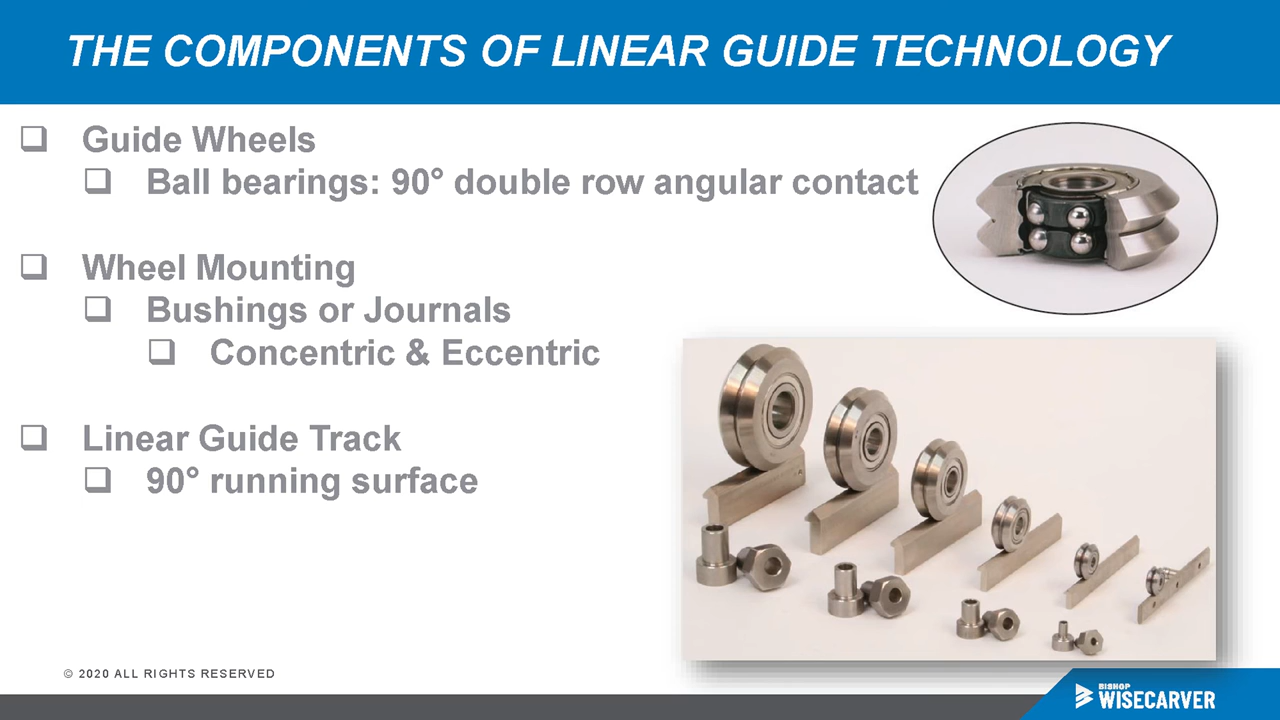 THE COMPONENTS OF LINEAR GUIDE TECHNOLOGY
Guide Wheels
Ball bearings: 90° double row angular contact
Wheel Mounting
Bushings or Journals
Concentric & Eccentric
Linear Guide Track
90° running surface
© 2020 ALL RIGHTS RESERVED
BISHOP
WISECARVER